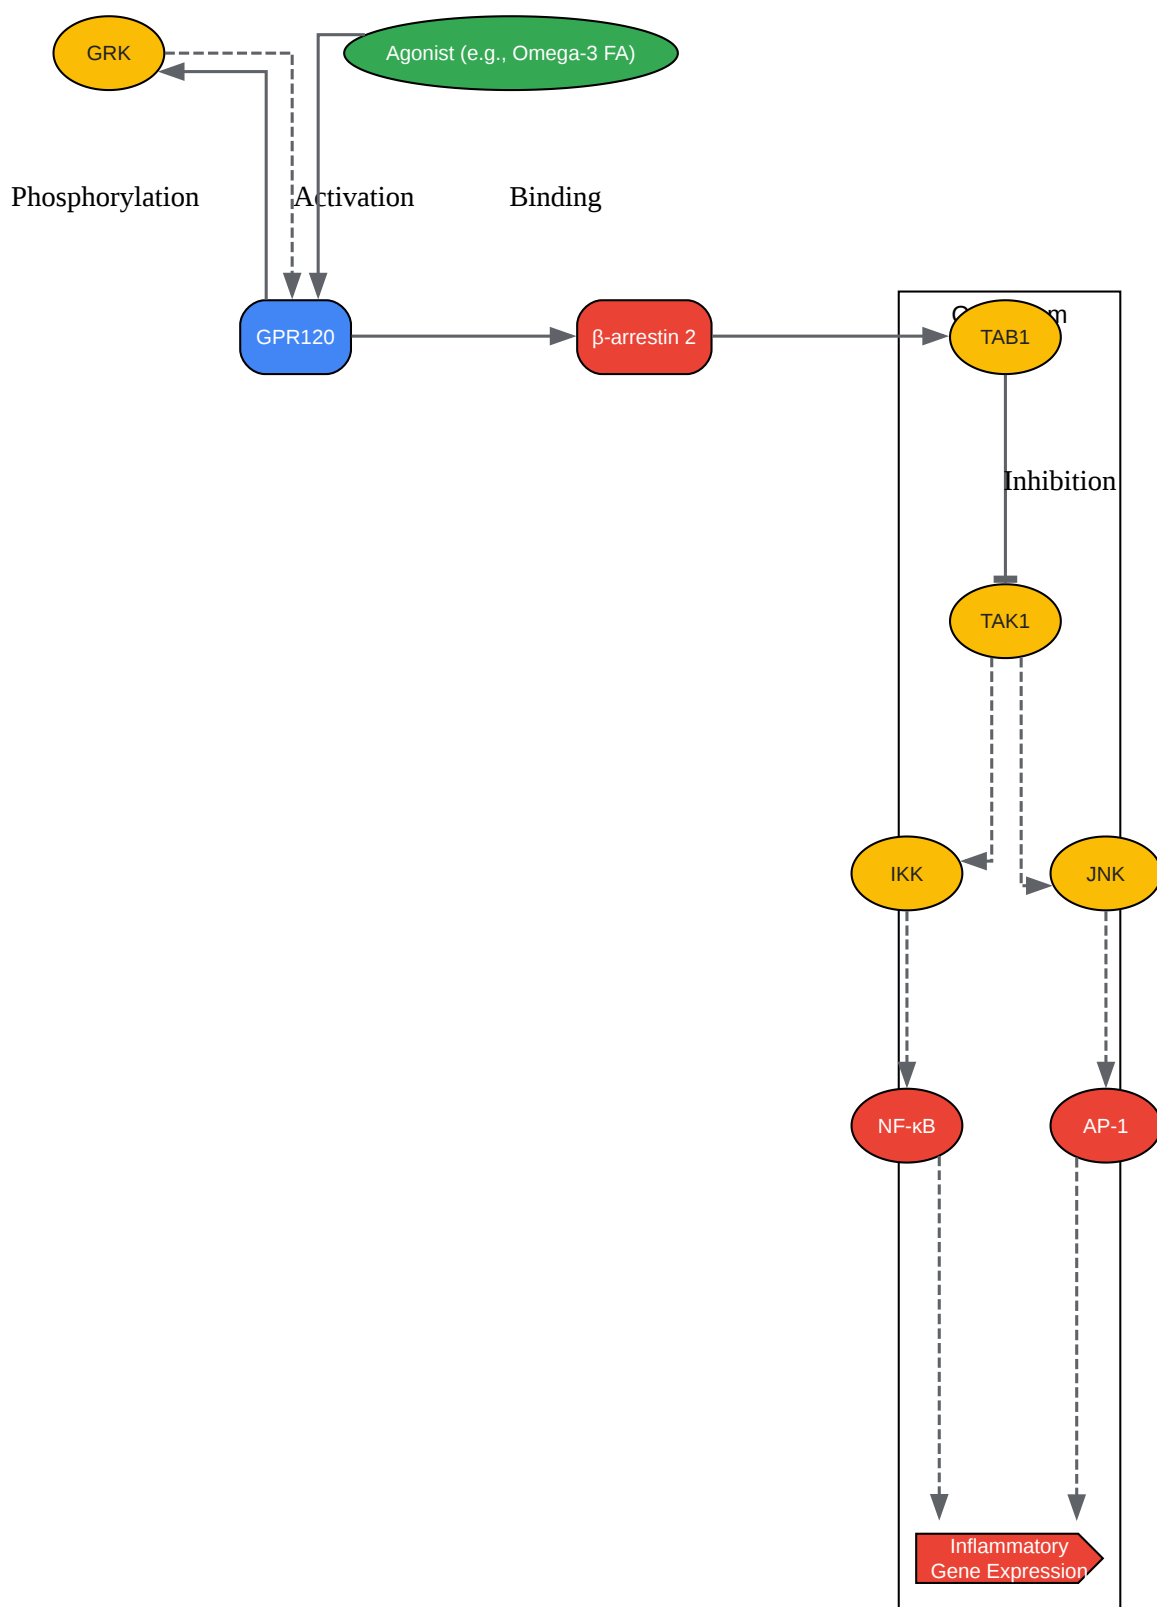 GRK
Agonist (e.g., Omega-3 FA)
Phosphorylation
Activation
Binding
GPR120
β-arrestin 2
TAB1
Inhibition
TAK1
IKK
JNK
NF-κB
AP-1
Inflammatory
Gene Expression